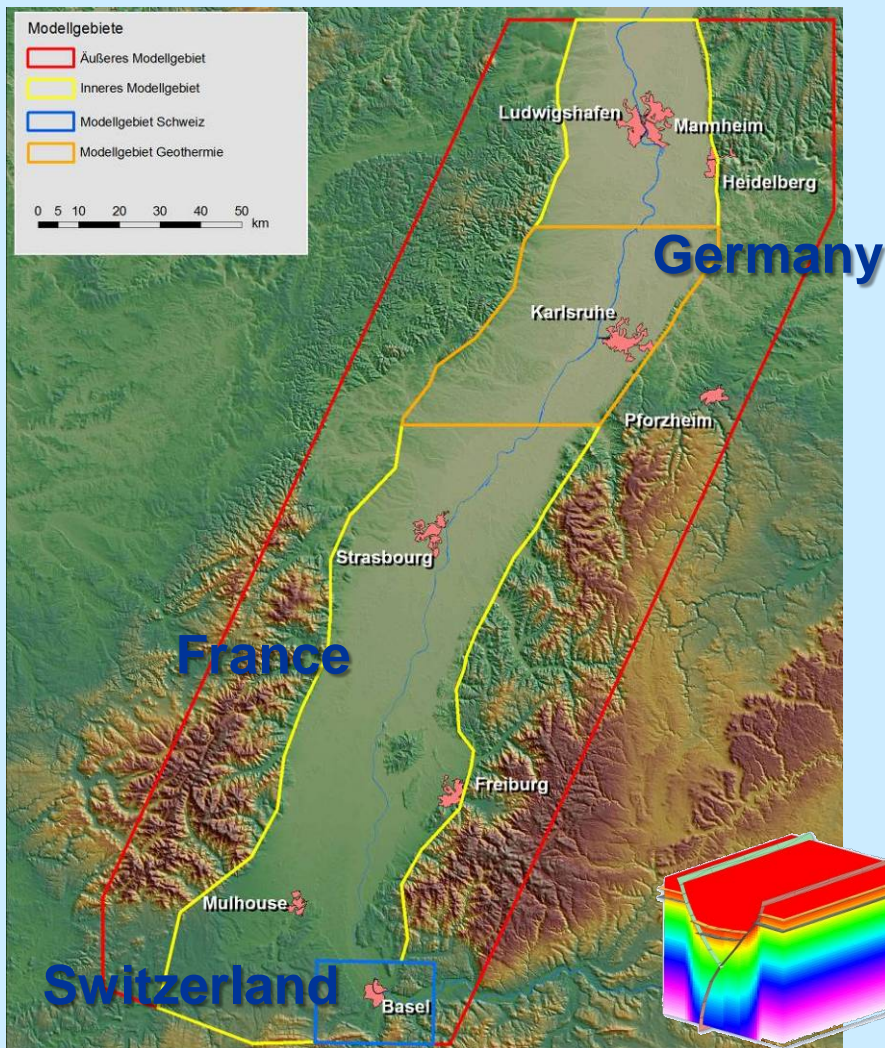 Modellgebiete
Äußeres Modellgebiet
Inneres Modellgebiet
Modellgebiet Schweiz
Modellgebiet Geothermie
0 5 10 20 30 40 50
km
Ludwigshafen
Mannheim
Heidelberg
Germany
Karlsruhe
Pforzheim
Strasbourg
France
Freiburg
Mulhouse
Switzerland
Basel